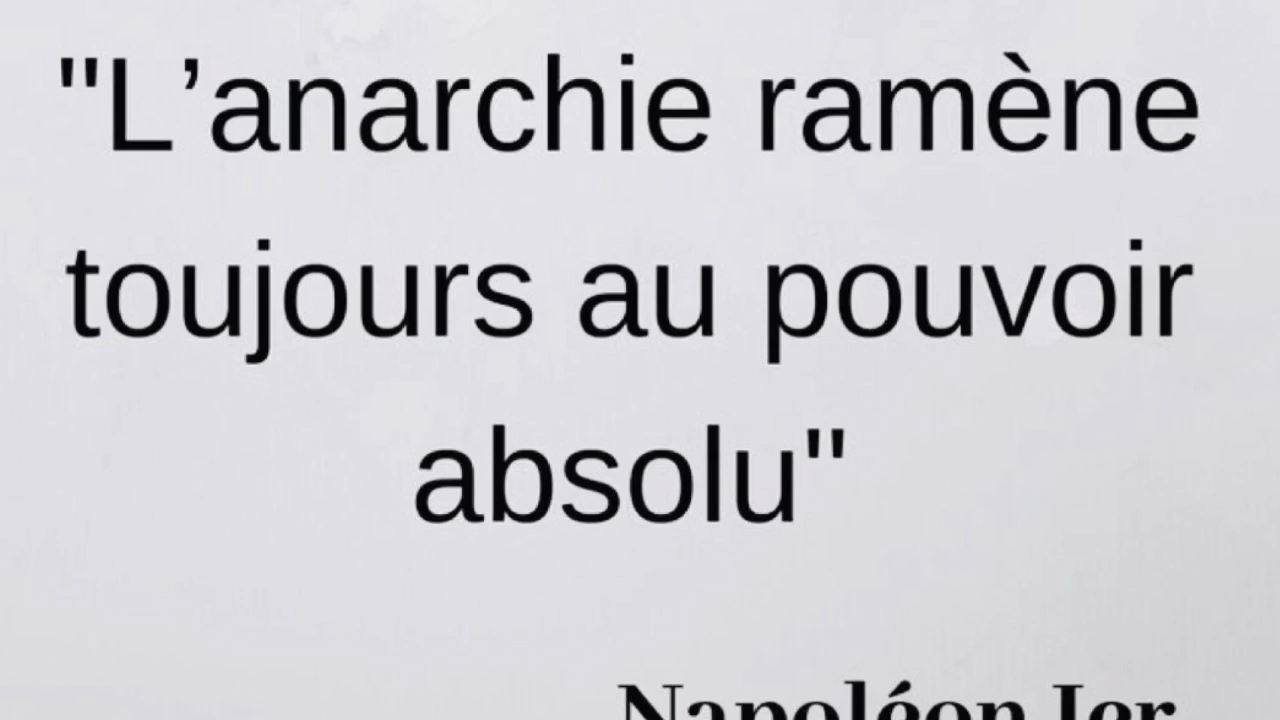 "L’anarchie ramène
toujours au pouvoir
absolu"
Napoléon Ier